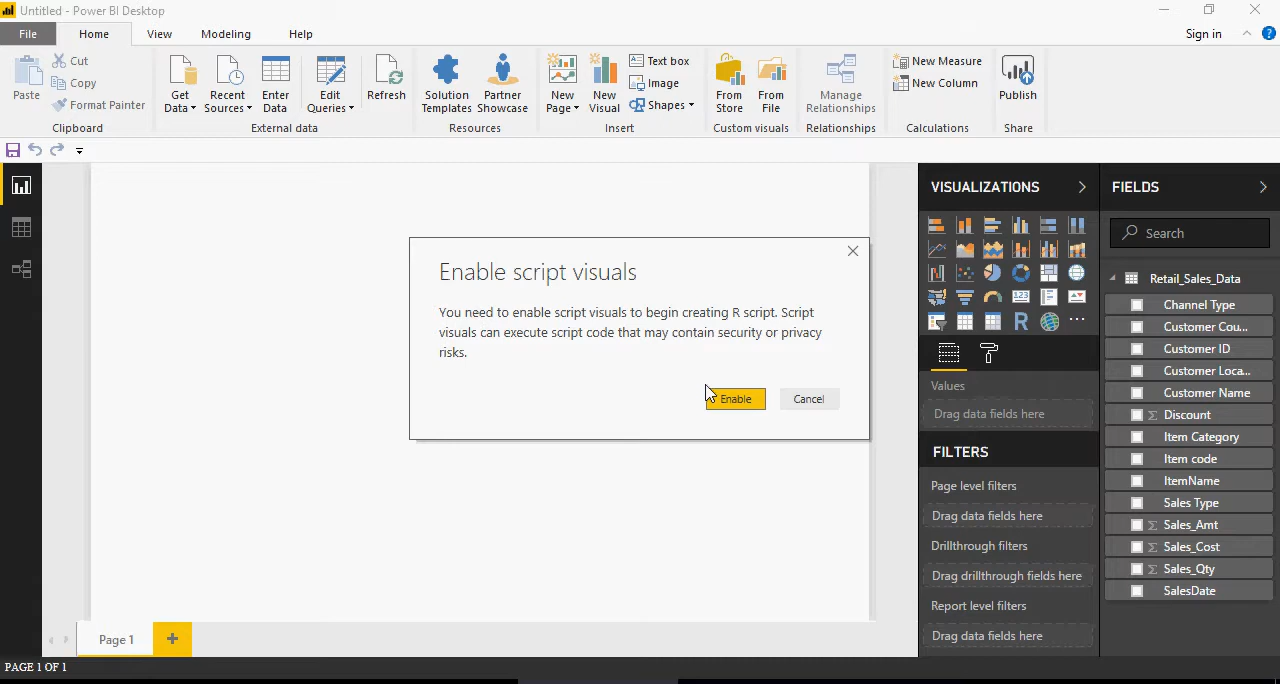 Untitled - Power BI Desktop
File
Home
View
Modeling
Help
Sign in
?
Paste
Cut
Copy
Format Painter
Clipboard
Get
Data
Recent
Sources
Enter
Data
Edit
Queries
Refresh
External data
Solution
Templates
Partner
Showcase
Resources
New
Page
New
Visual
Text box
Image
Shapes
Insert
From
Store
From
File
Custom visuals
Manage
Relationships
Relationships
New Measure
New Column
Calculations
Publish
Share
Enable script visuals
You need to enable script visuals to begin creating R script. Script
visuals can execute script code that may contain security or privacy
risks.
Enable
Cancel
VISUALIZATIONS
123
R
Values
Drag data fields here
FILTERS
Page level filters
Drag data fields here
Drillthrough filters
Drag drillthrough fields here
Report level filters
Drag data fields here
FIELDS
Search
Retail_Sales_Data
Channel Type
Customer Cou...
Customer ID
Customer Loca...
Customer Name
Σ Discount
Item Category
Item code
ItemName
Sales Type
Σ Sales_Amt
Σ Sales_Cost
Σ Sales_Qty
SalesDate
Page 1
+
PAGE 1 OF 1